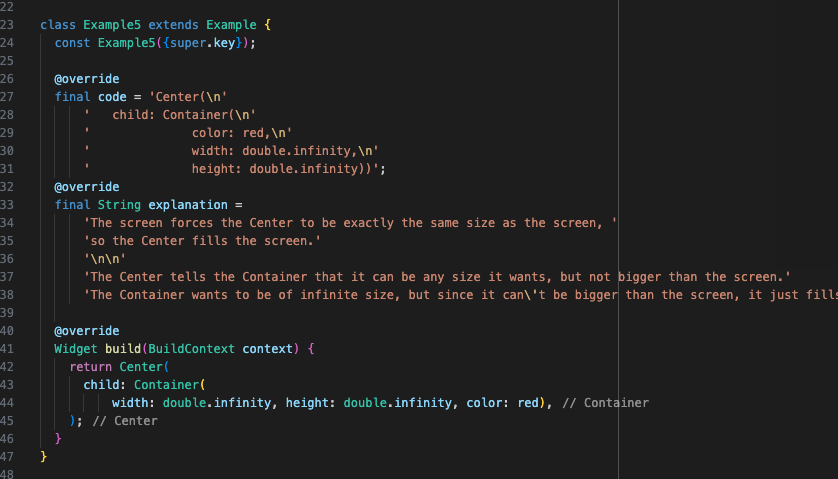 22
23 class Example5 extends Example {
24   const Example5({super.key});
25
26   @override
27   final code = 'Center(\n'
28       '   child: Container(\n'
29       '              color: red,\n'
30       '              width: double.infinity,\n'
31       '              height: double.infinity))';
32   @override
33   final String explanation =
34       'The screen forces the Center to be exactly the same size as the screen, '
35       'so the Center fills the screen.'
36       '\n\n'
37       'The Center tells the Container that it can be any size it wants, but not bigger than the screen.'
38       'The Container wants to be of infinite size, but since it can\'t be bigger than the screen, it just fills
39
40   @override
41   Widget build(BuildContext context) {
42     return Center(
43       child: Container(
44           width: double.infinity, height: double.infinity, color: red), // Container
45     ); // Center
46   }
47 }
48